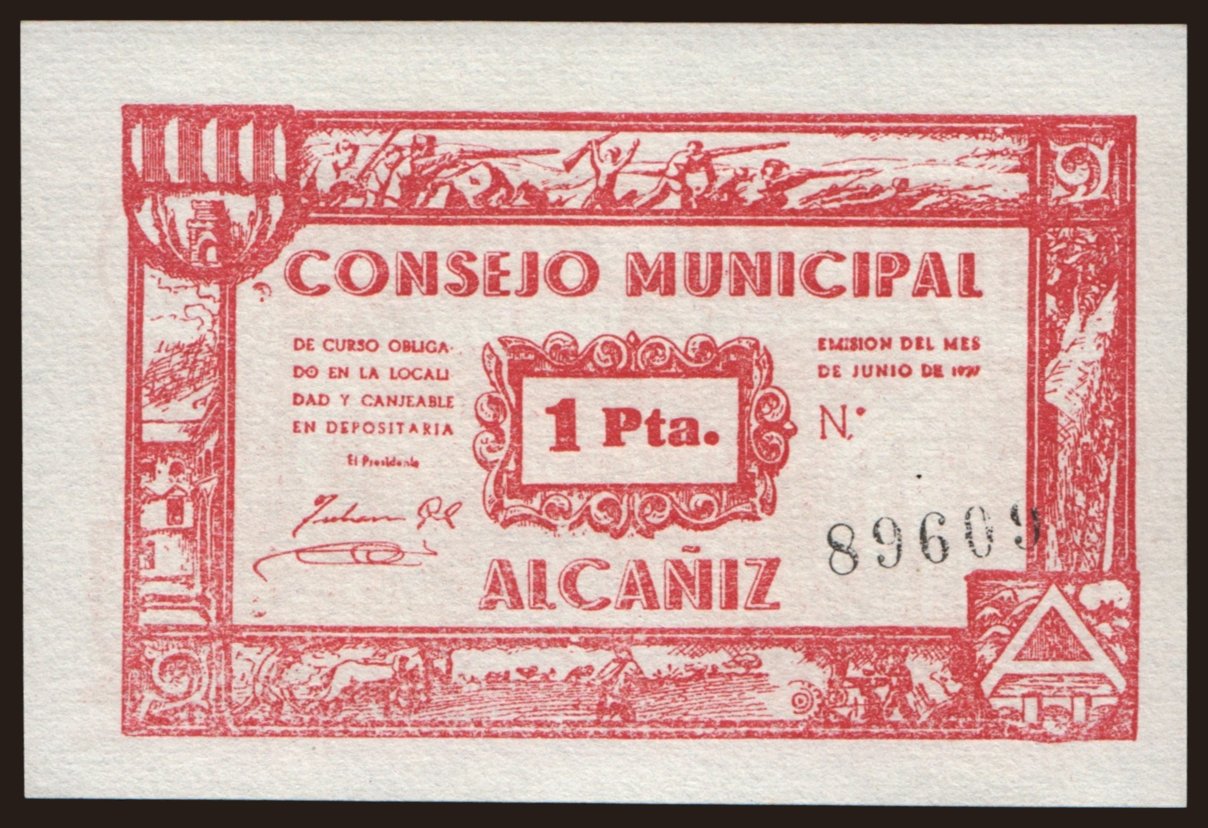 CONSEJO MUNICIPAL
DE CURSO OBLIGA-
DO EN LA LOCALI
DAD Y CANJEABLE
EN DEPOSITARIA
El Presidente
1 Pta.
EMISION DEL MES
DE JUNIO DE 1937
N.º
89609
ALCAÑIZ